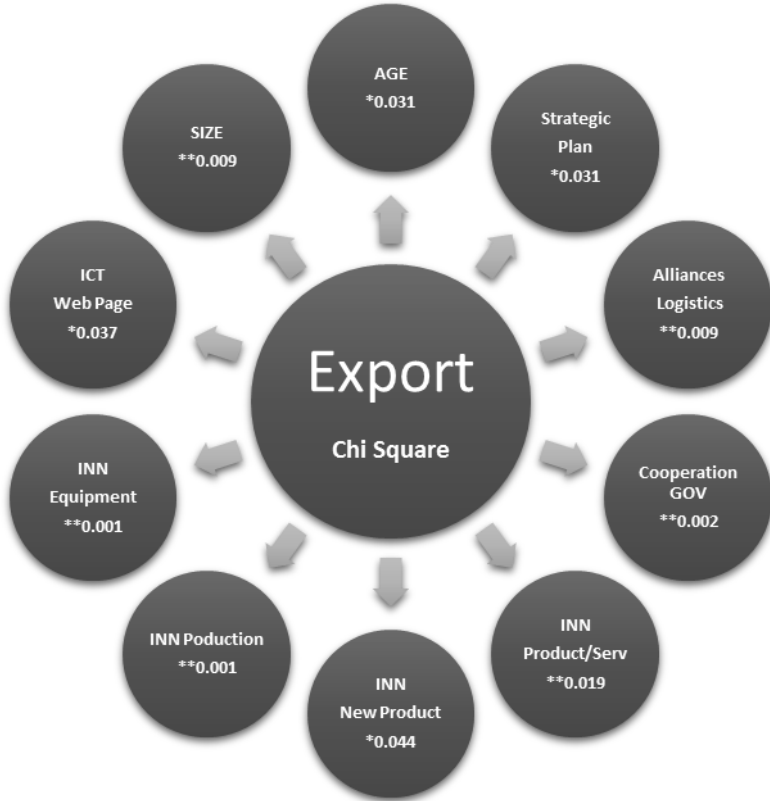 AGE
*0.031
Strategic
Plan
*0.031
Alliances
Logistics
**0.009
Cooperation
GOV
**0.002
INN
Product/Serv
**0.019
INN
New Product
*0.044
INN Poduction
**0.001
INN
Equipment
**0.001
ICT
Web Page
*0.037
SIZE
**0.009
Export
Chi Square